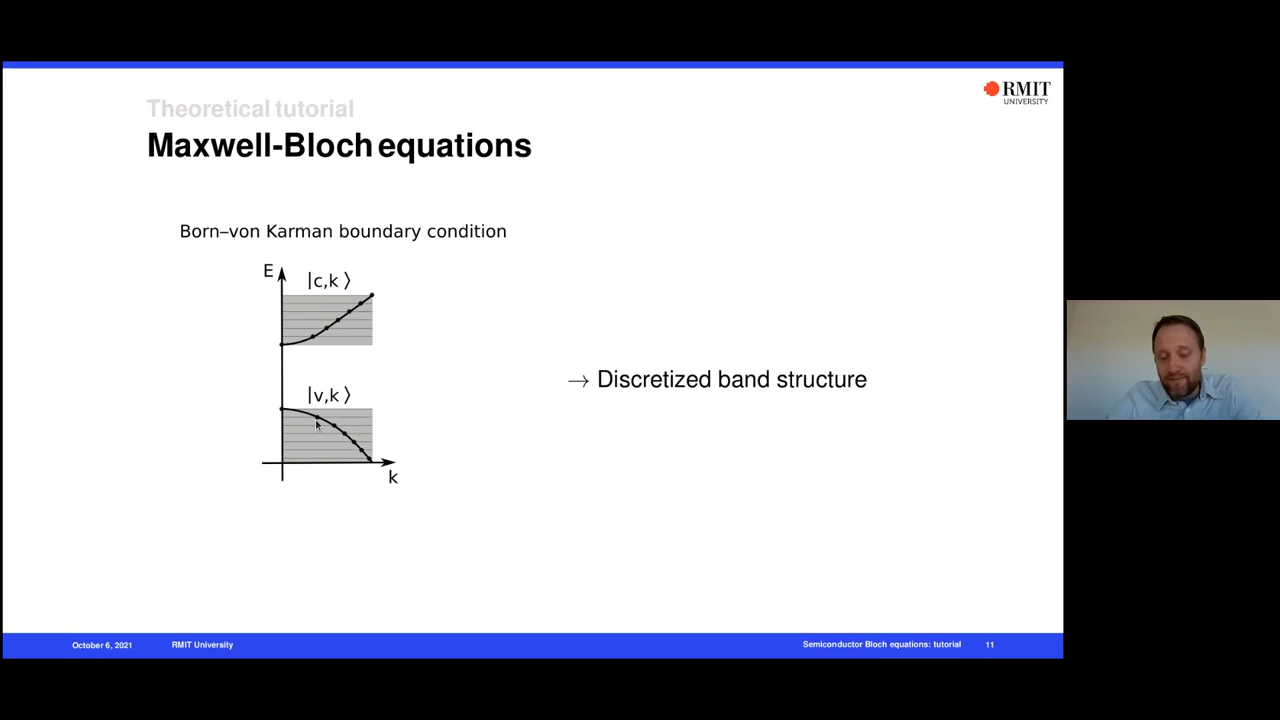 RMIT
UNIVERSITY
Theoretical tutorial
Maxwell-Bloch equations
Born–von Karman boundary condition
E
|c,k ⟩
|v,k ⟩
k
→ Discretized band structure
October 6, 2021
RMIT University
Semiconductor Bloch equations: tutorial
11